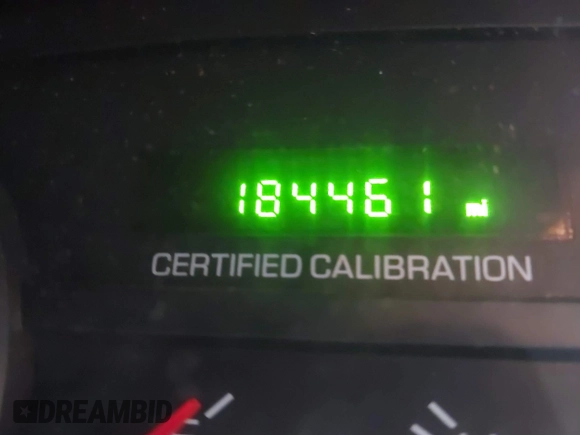 184461 mi
CERTIFIED CALIBRATION
DREAMBID